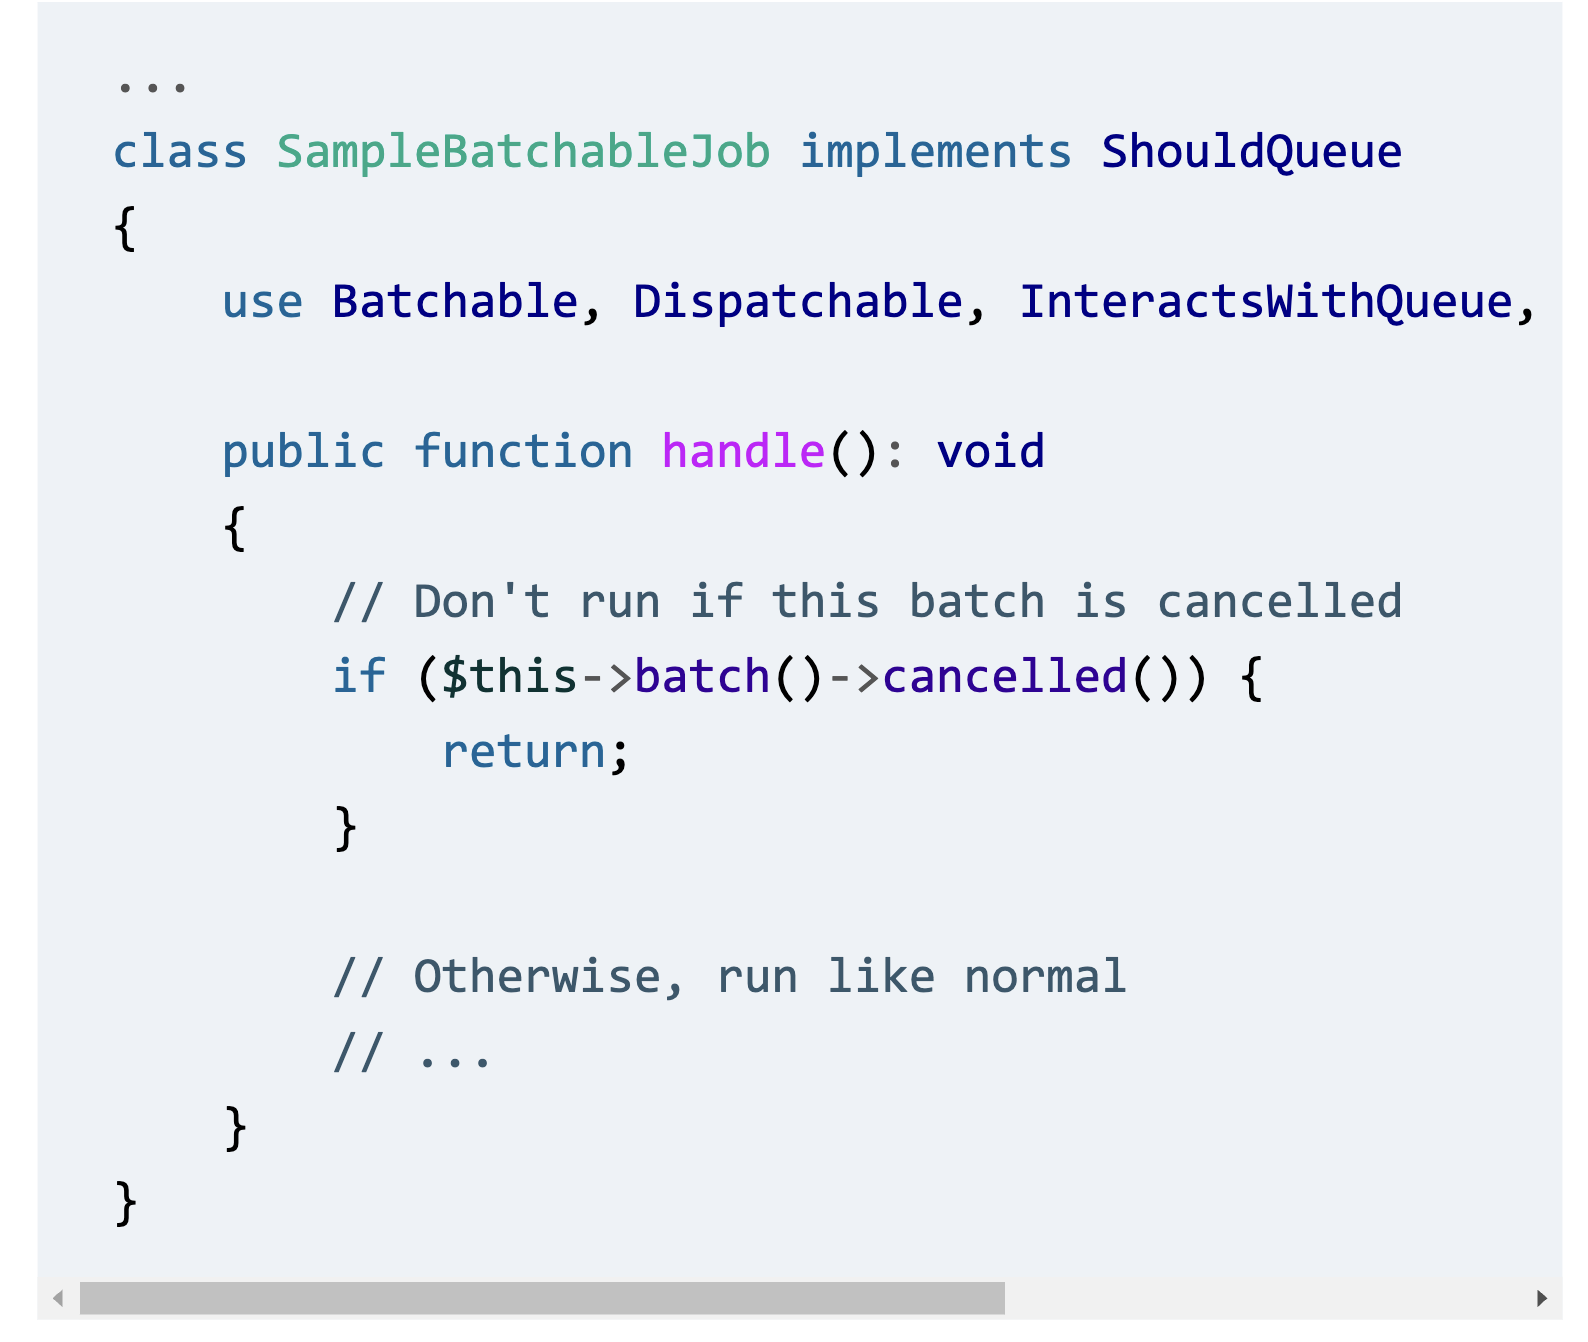 ...
class SampleBatchableJob implements ShouldQueue
{
    use Batchable, Dispatchable, InteractsWithQueue,
    public function handle(): void
    {
        // Don't run if this batch is cancelled
        if ($this->batch()->cancelled()) {
            return;
        }
        // Otherwise, run like normal
        // ...
    }
}